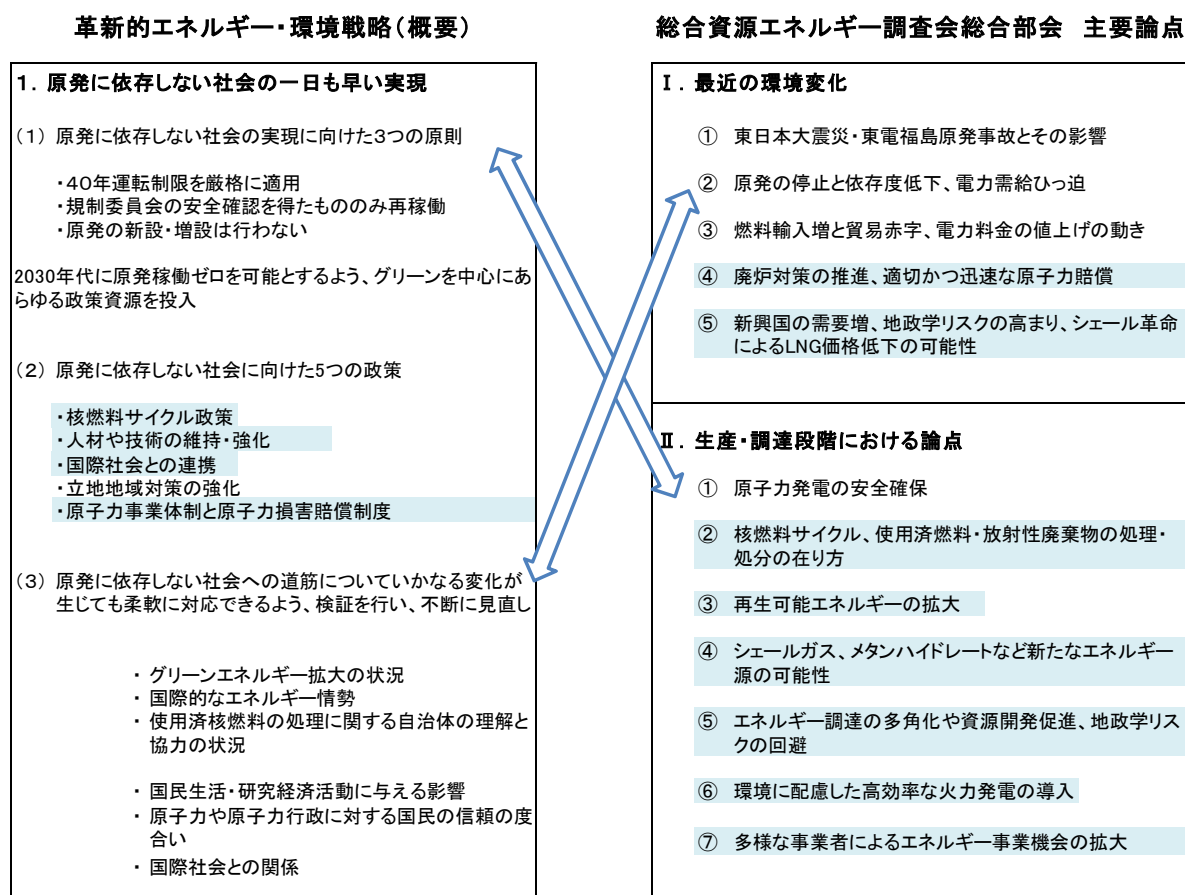 革新的エネルギー・環境戦略（概要）
1．原発に依存しない社会の一日も早い実現
（1） 原発に依存しない社会の実現に向けた3つの原則
・40年運転制限を厳格に適用
・規制委員会の安全確認を得たもののみ再稼働
・原発の新設・増設は行わない
2030年代に原発稼働ゼロを可能とするよう、グリーンを中心にあ
らゆる政策資源を投入
（2） 原発に依存しない社会に向けた5つの政策
・核燃料サイクル政策
・人材や技術の維持・強化
・国際社会との連携
・立地地域対策の強化
・原子力事業体制と原子力損害賠償制度
（3） 原発に依存しない社会への道筋についていかなる変化が
生じても柔軟に対応できるよう、検証を行い、不断に見直し
・ グリーンエネルギー拡大の状況
・ 国際的なエネルギー情勢
・ 使用済核燃料の処理に関する自治体の理解と
協力の状況
・ 国民生活・研究経済活動に与える影響
・ 原子力や原子力行政に対する国民の信頼の度
合い
・ 国際社会との関係
総合資源エネルギー調査会総合部会 主要論点
Ⅰ．最近の環境変化
① 東日本大震災・東電福島原発事故とその影響
② 原発の停止と依存度低下、電力需給ひっ迫
③ 燃料輸入増と貿易赤字、電力料金の値上げの動き
④ 廃炉対策の推進、適切かつ迅速な原子力賠償
⑤ 新興国の需要増、地政学リスクの高まり、シェール革命
によるLNG価格低下の可能性
Ⅱ．生産・調達段階における論点
① 原子力発電の安全確保
② 核燃料サイクル、使用済燃料・放射性廃棄物の処理・
処分の在り方
③ 再生可能エネルギーの拡大
④ シェールガス、メタンハイドレートなど新たなエネルギー
源の可能性
⑤ エネルギー調達の多角化や資源開発促進、地政学リス
クの回避
⑥ 環境に配慮した高効率な火力発電の導入
⑦ 多様な事業者によるエネルギー事業機会の拡大